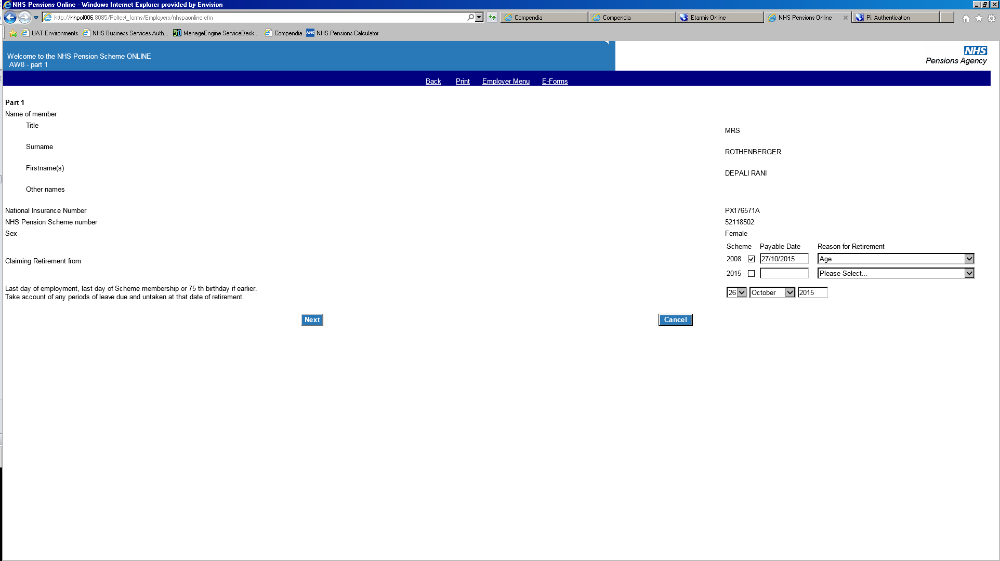 NHS Pensions Online - Windows Internet Explorer provided by Envision
http://hhpol006:8085/Poltest_forms/Employers/nhspaonline.cfm
Compendia
Compendia
Etarmis Online
NHS Pensions Online
Pi: Authentication
UAT Environments
NHS Business Services Auth...
ManageEngine ServiceDesk...
Compendia
NHS
NHS Pensions Calculator
Welcome to the NHS Pension Scheme ONLINE
AW8 - part 1
NHS
Pensions Agency
Back Print Employer Menu E-Forms
Part 1
Name of member
Title
MRS
Surname
ROTHENBERGER
Firstname(s)
DEPALI RANI
Other names
National Insurance Number PX176571A
NHS Pension Scheme number 52118502
Sex Female
Scheme Payable Date Reason for Retirement
Claiming Retirement from
2008 27/10/2015 Age
2015 Please Select...
Last day of employment, last day of Scheme membership or 75 th birthday if earlier.
Take account of any periods of leave due and untaken at that date of retirement.
26 October 2015
Next Cancel